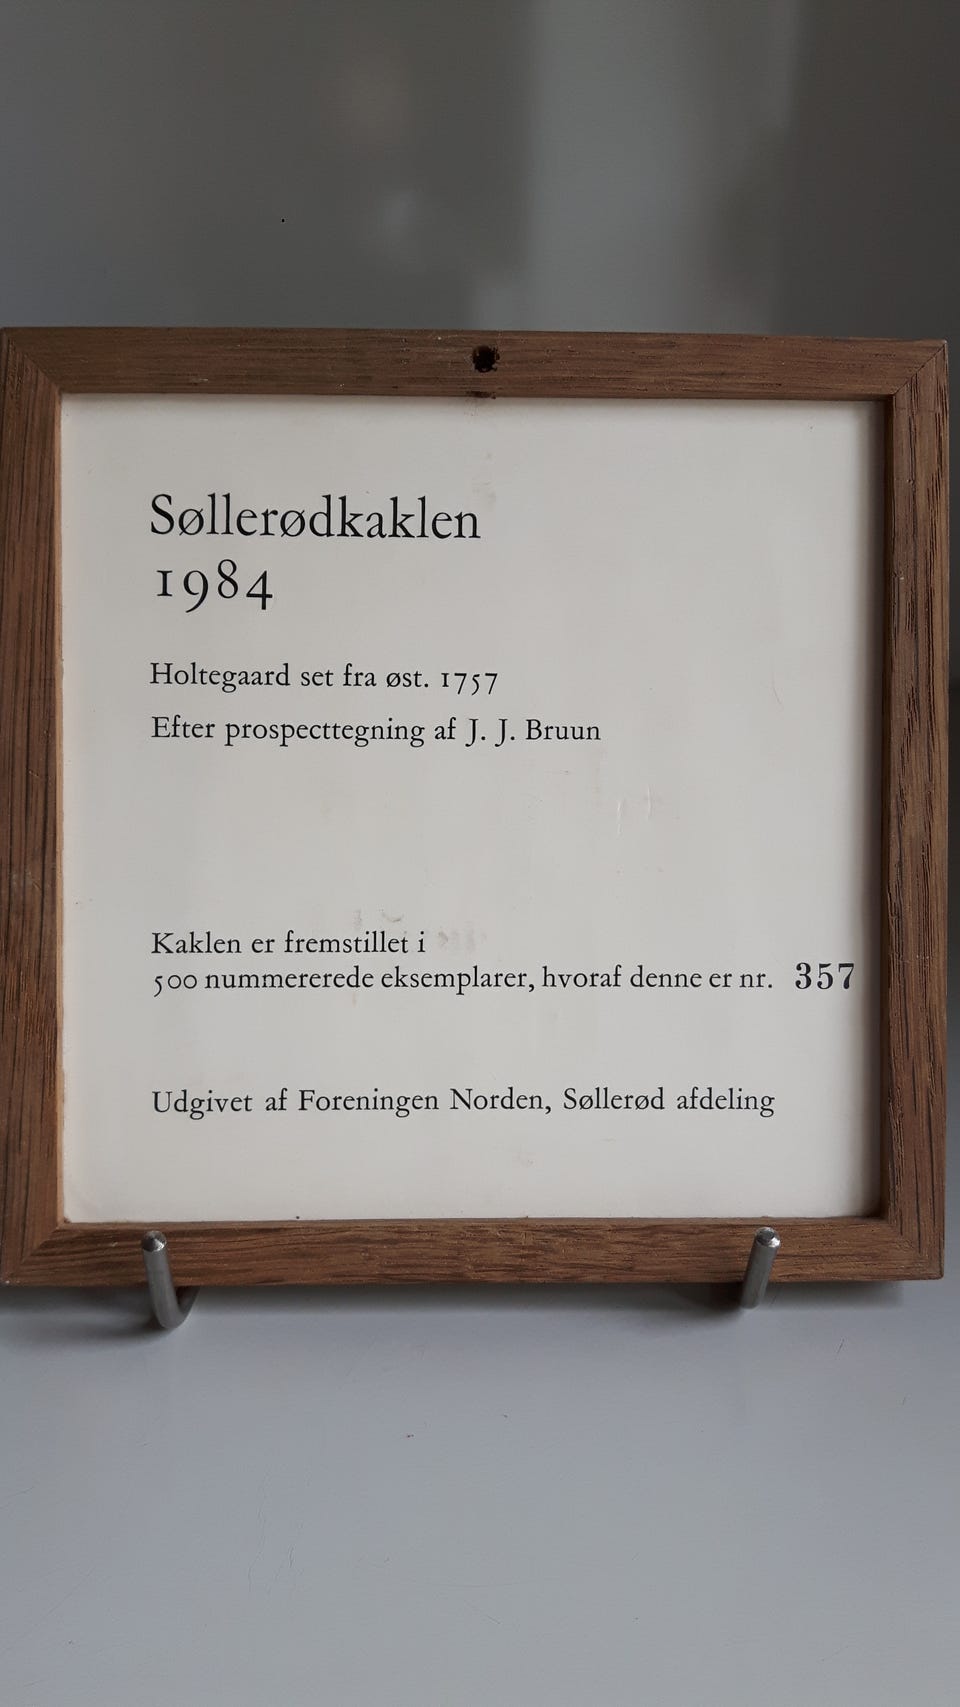 Søllerødkaklen
1984
Holtegaard set fra øst. 1757
Efter prospecttegning af J. J. Bruun
Kaklen er fremstillet i
500 nummererede eksemplarer, hvoraf denne er nr. 357
Udgivet af Foreningen Norden, Søllerød afdeling